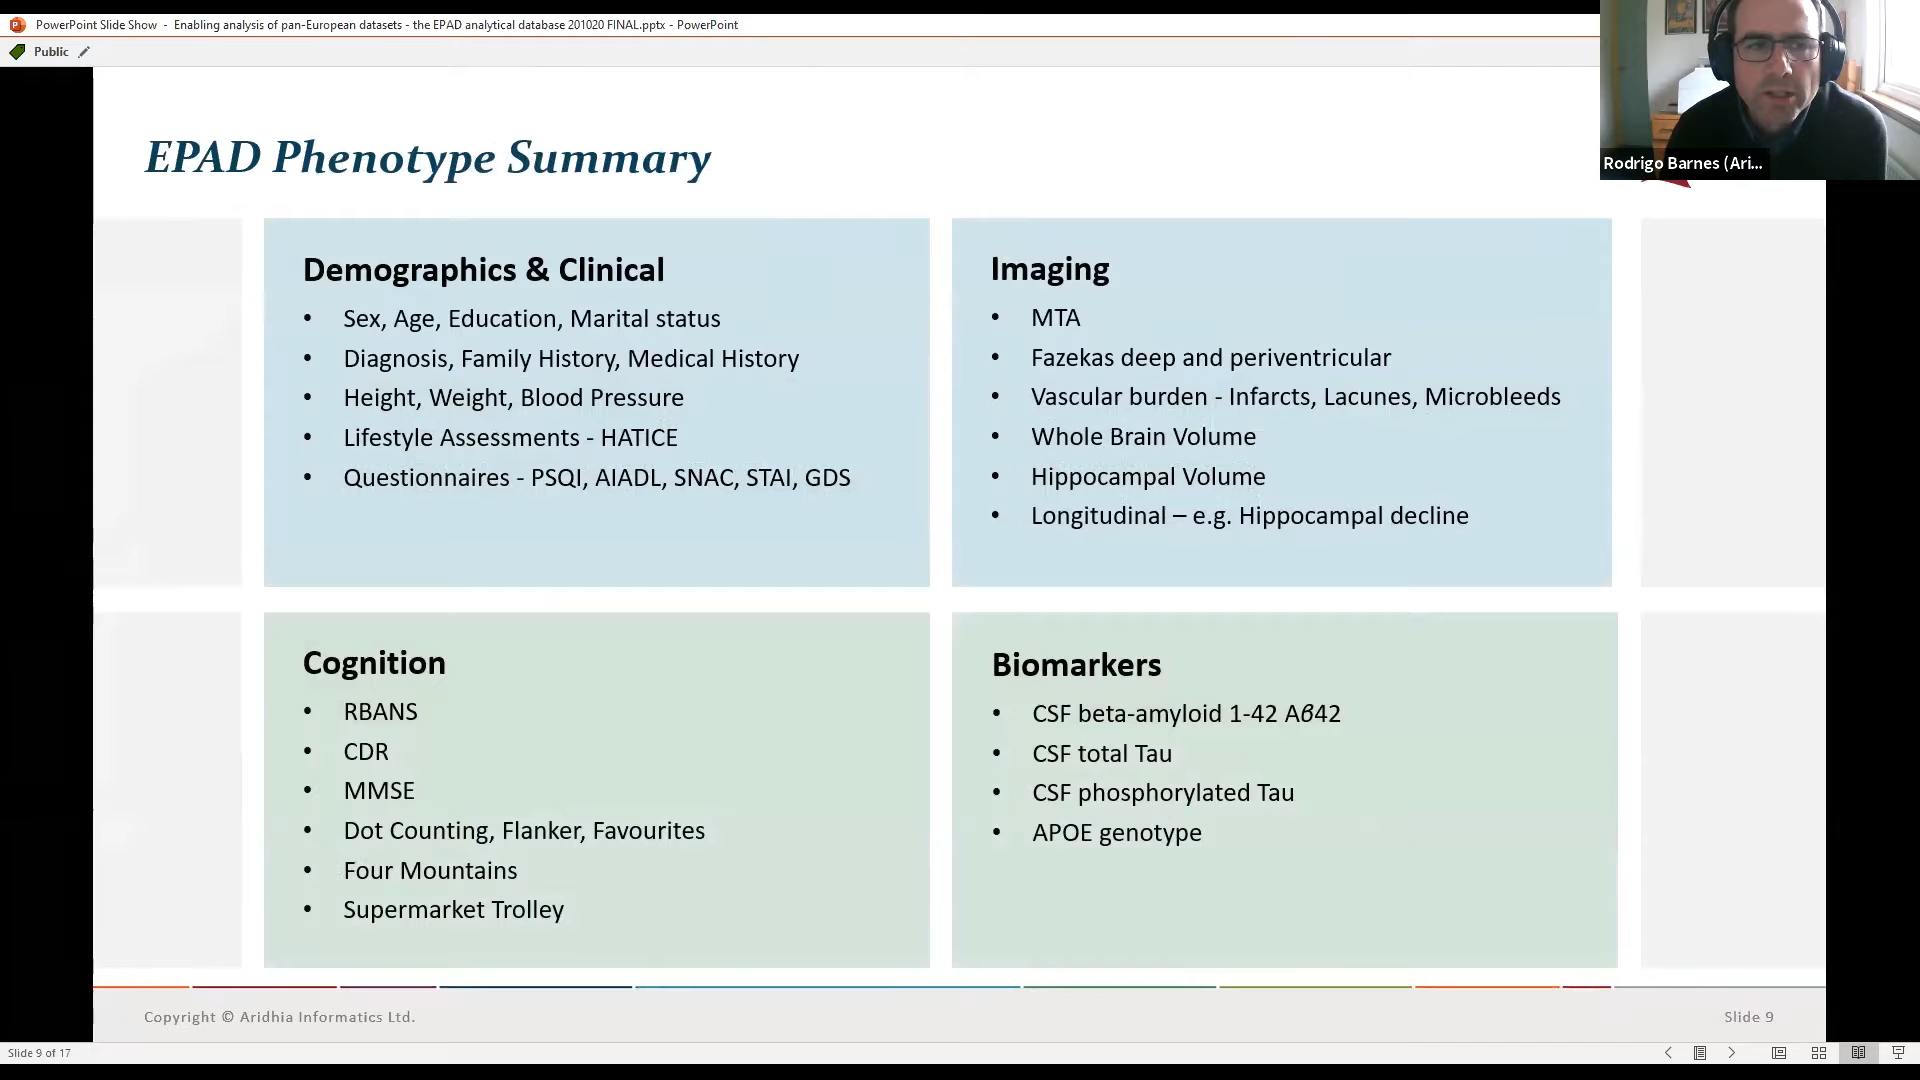 PowerPoint Slide Show - Enabling analysis of pan-European datasets - the EPAD analytical database 201020 FINAL.pptx - PowerPoint
Public
Rodrigo Barnes (Ari...
EPAD Phenotype Summary
Demographics & Clinical
• Sex, Age, Education, Marital status
• Diagnosis, Family History, Medical History
• Height, Weight, Blood Pressure
• Lifestyle Assessments - HATICE
• Questionnaires - PSQI, AIADL, SNAC, STAI, GDS
Imaging
• MTA
• Fazekas deep and periventricular
• Vascular burden - Infarcts, Lacunes, Microbleeds
• Whole Brain Volume
• Hippocampal Volume
• Longitudinal – e.g. Hippocampal decline
Cognition
• RBANS
• CDR
• MMSE
• Dot Counting, Flanker, Favourites
• Four Mountains
• Supermarket Trolley
Biomarkers
• CSF beta-amyloid 1-42 Aβ42
• CSF total Tau
• CSF phosphorylated Tau
• APOE genotype
Copyright © Aridhia Informatics Ltd.
Slide 9
Slide 9 of 17